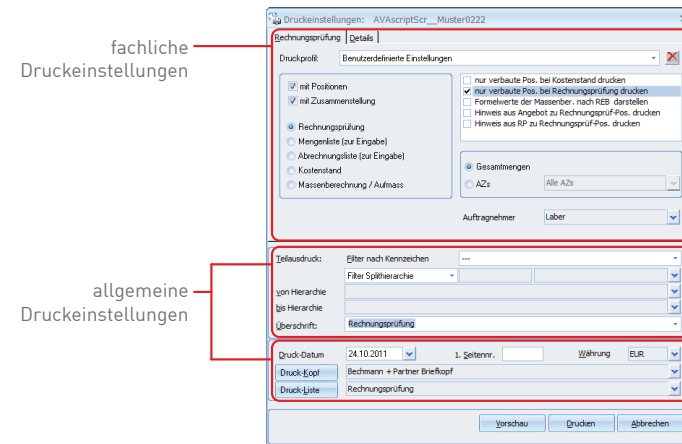 Druckeinstellungen: AVAscriptScr__Muster0222
Rechnungsprüfung Details
fachliche
Druckeinstellungen
Druckprofil: Benutzerdefinierte Einstellungen
mit Positionen
mit Zusammenstellung
nur verbaute Pos. bei Kostenstand drucken
nur verbaute Pos. bei Rechnungsprüfung drucken
Formelwerte der Massenber. nach REB darstellen
Hinweis aus Angebot zu Rechnungsprüf-Pos. drucken
Hinweis aus RP zu Rechnungsprüf-Pos. drucken
Rechnungsprüfung
Mengenliste (zur Eingabe)
Abrechnungsliste (zur Eingabe)
Kostenstand
Massenberechnung / Aufmass
Gesamtmengen
AZs Alle AZs
Auftragnehmer Laber
allgemeine
Druckeinstellungen
Teilausdruck: Filter nach Kennzeichen ---
Filter Splithierarchie
von Hierarchie
bis Hierarchie
Überschrift: Rechnungsprüfung
Druck-Datum 24.10.2011 1. Seitennr. Währung EUR
Druck-Kopf Bechmann + Partner Briefkopf
Druck-Liste Rechnungsprüfung
Vorschau Drucken Abbrechen